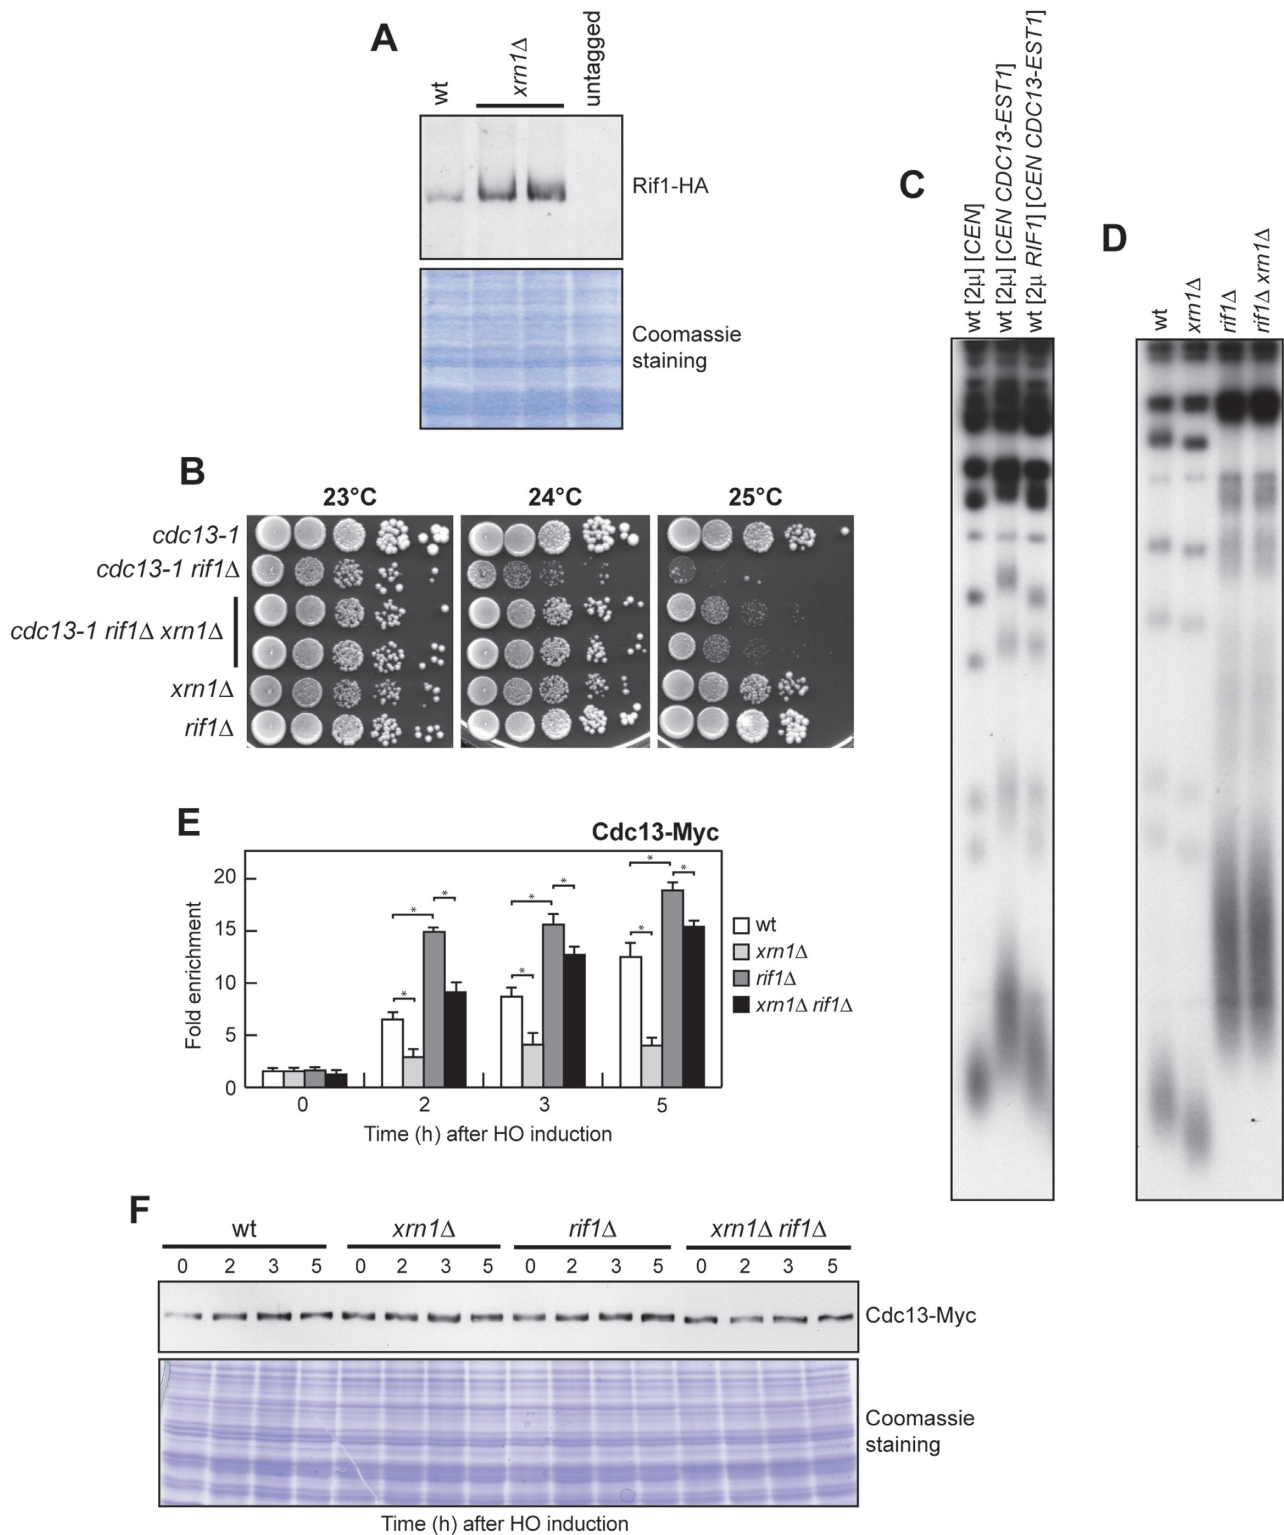 A
wt
xrn1Δ
untagged
Rif1-HA
Coomassie
staining
B
23°C
24°C
25°C
cdc13-1
cdc13-1 rif1Δ
cdc13-1 rif1Δ xrn1Δ
xrn1Δ
rif1Δ
C
wt [2μ] [CEN]
wt [2μ] [CEN CDC13-EST1]
wt [2μ RIF1] [CEN CDC13-EST1]
D
wt
xrn1Δ
rif1Δ
rif1Δ xrn1Δ
E
Cdc13-Myc
Fold enrichment
20
15
10
5
0
* * *
* * *
* * *
0 2 3 5
Time (h) after HO induction
wt
xrn1Δ
rif1Δ
xrn1Δ rif1Δ
F
wt xrn1Δ rif1Δ xrn1Δ rif1Δ
0 2 3 5 0 2 3 5 0 2 3 5 0 2 3 5
Cdc13-Myc
Coomassie
staining
Time (h) after HO induction